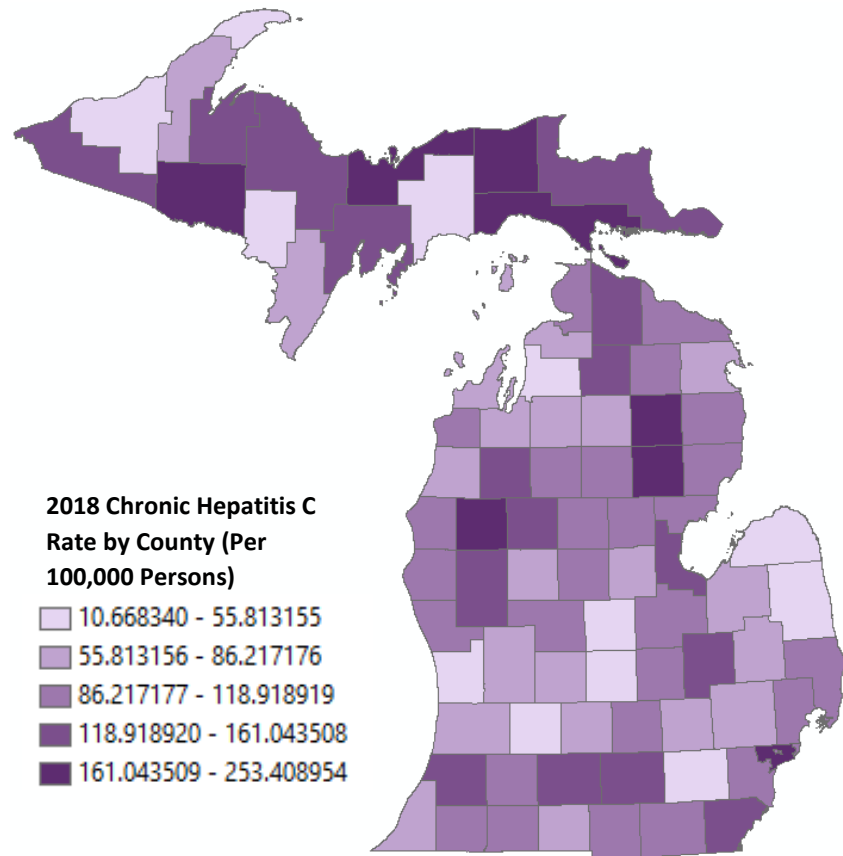 2018 Chronic Hepatitis C
Rate by County (Per
100,000 Persons)
10.668340 - 55.813155
55.813156 - 86.217176
86.217177 - 118.918919
118.918920 - 161.043508
161.043509 - 253.408954